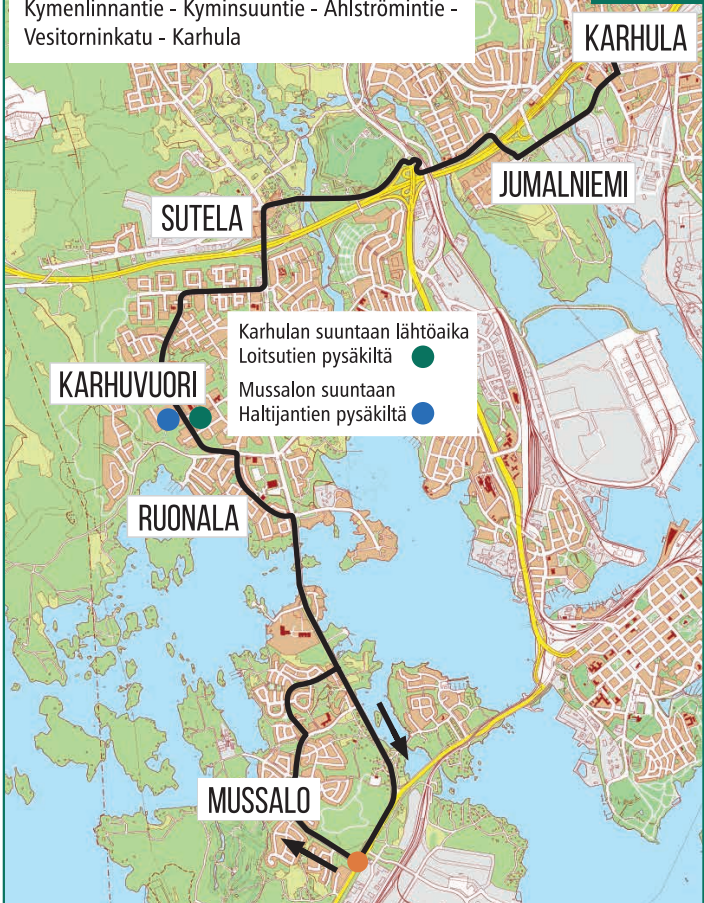 Kymenlinnantie - Kyminsuuntie - Ahlströmintie -
Vesitorninkatu - Karhula
KARHULA
JUMALNIEMI
SUTELA
Karhulan suuntaan lähtöaika
Loitsutien pysäkiltä
Mussalon suuntaan
Haltijantien pysäkiltä
KARHUVUORI
RUONALA
MUSSALO